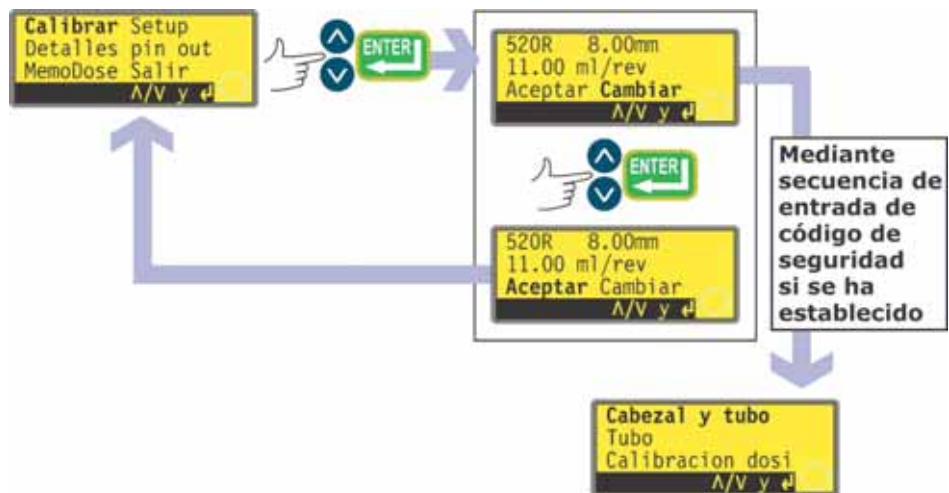 Calibrar Setup
Detalles pin out
MemoDose Salir
∧/∨ y ↵
ENTER
520R 8.00mm
11.00 ml/rev
Aceptar Cambiar
∧/∨ y ↵
ENTER
520R 8.00mm
11.00 ml/rev
Aceptar Cambiar
∧/∨ y ↵
Mediante
secuencia de
entrada de
código de
seguridad
si se ha
establecido
Cabezal y tubo
Tubo
Calibracion dosi
∧/∨ y ↵